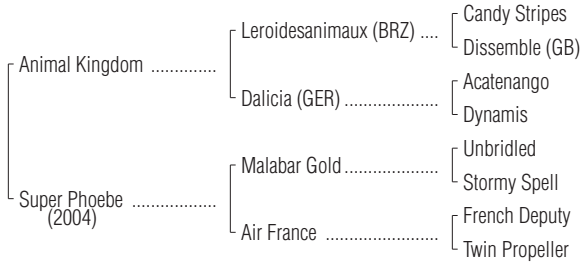 Candy Stripes
Leroidesanimaux (BRZ) ....
Dissemble (GB)
Animal Kingdom ..............
Acatenango
Dalicia (GER) ....................
Dynamis
Unbridled
Malabar Gold ....................
Stormy Spell
Super Phoebe ..................
(2004)
French Deputy
Air France ........................
Twin Propeller